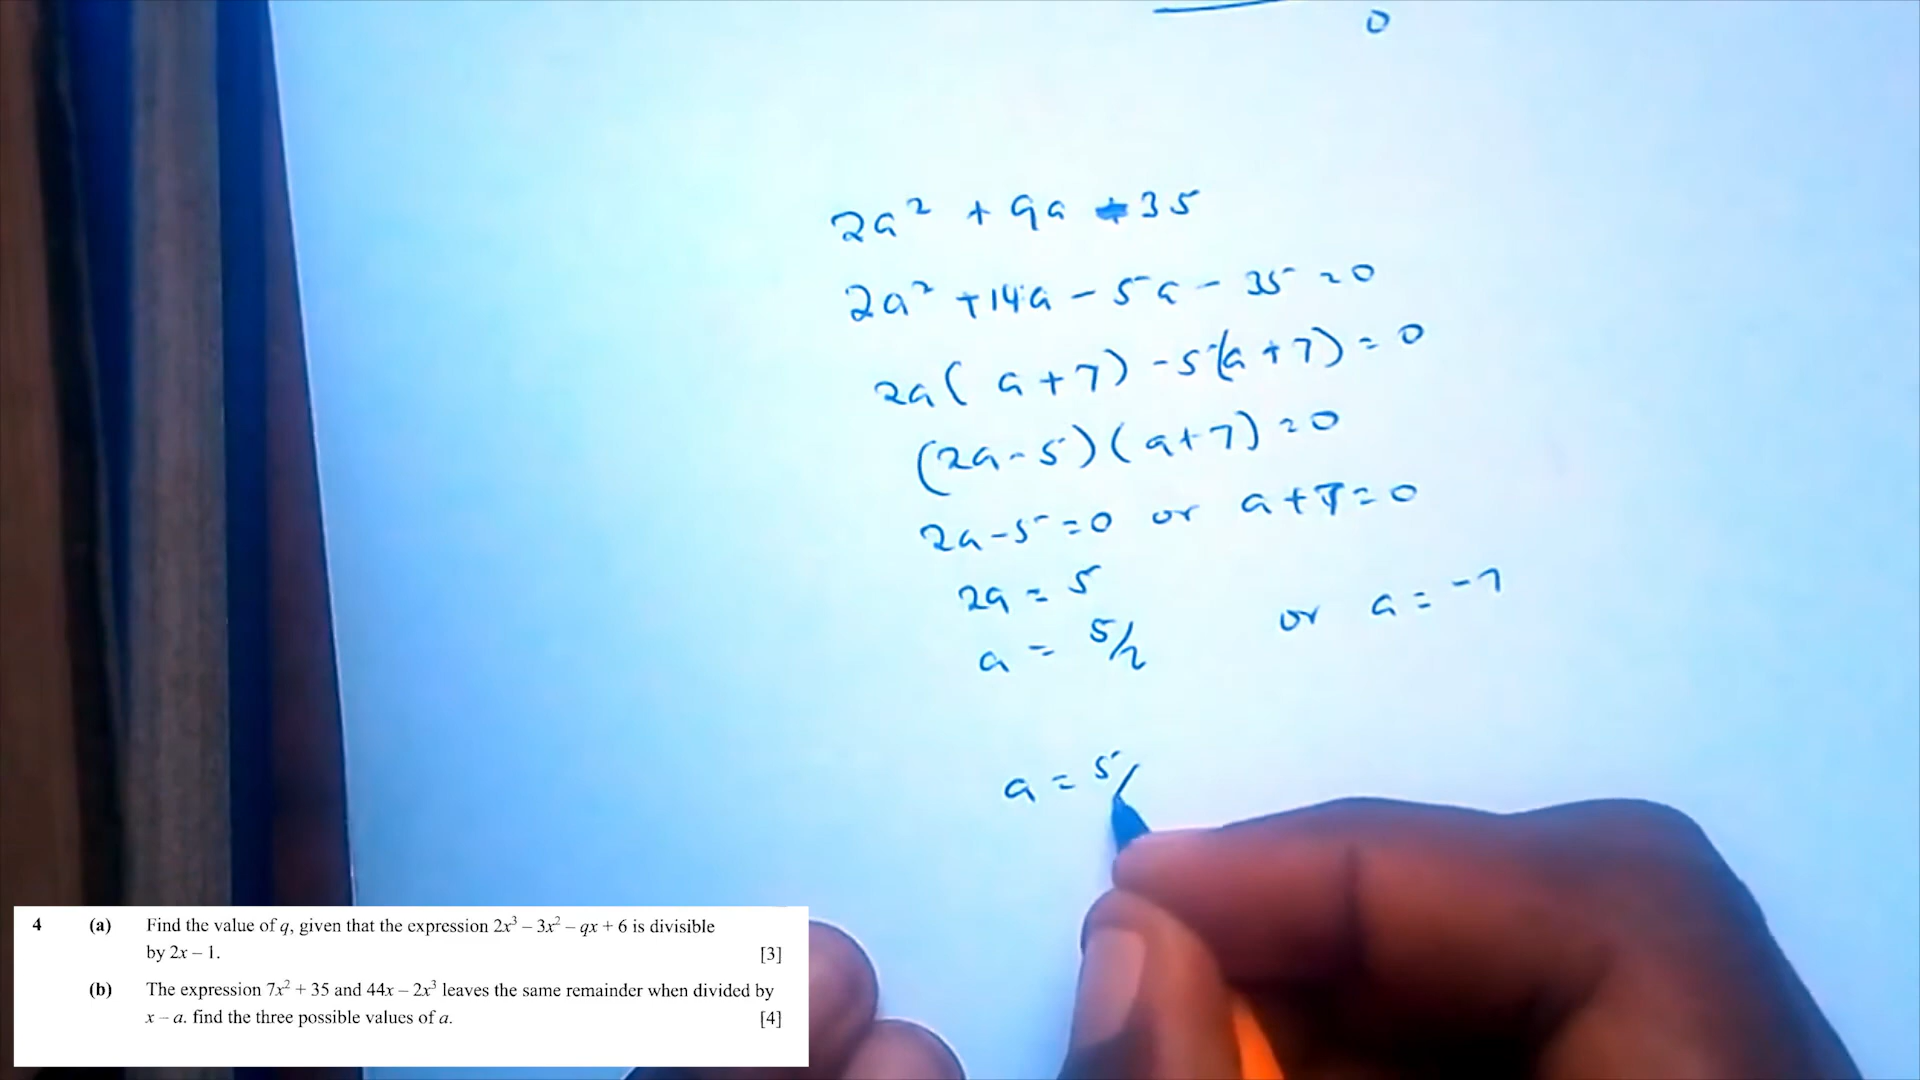 0
2a² + 9a - 35
2a² + 14a - 5a - 35 = 0
2a( a + 7) - 5(a + 7) = 0
(2a - 5)(a + 7) = 0
2a - 5 = 0 or a + 7 = 0
2a = 5
a = 5/2 or a = -7
a = 5/
4 (a) Find the value of q, given that the expression 2x³ – 3x² – qx + 6 is divisible
by 2x – 1. [3]
(b) The expression 7x² + 35 and 44x – 2x³ leaves the same remainder when divided by
x – a. find the three possible values of a. [4]